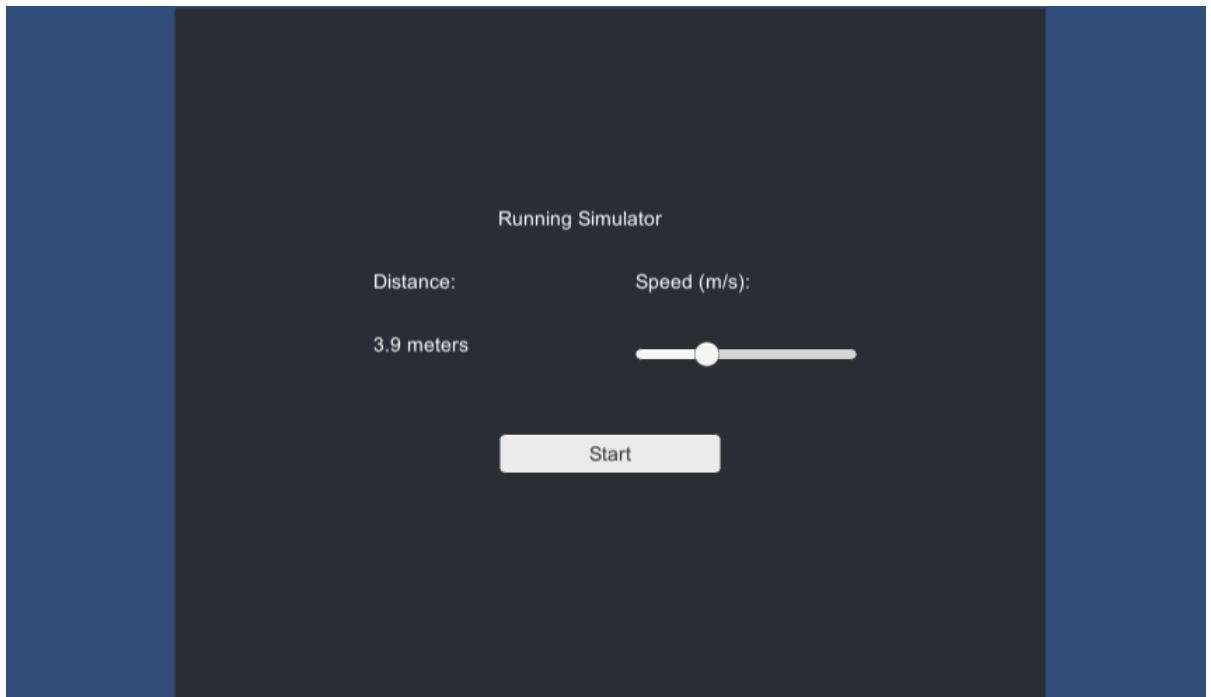 Running Simulator
Distance:
Speed (m/s):
3.9 meters
Start